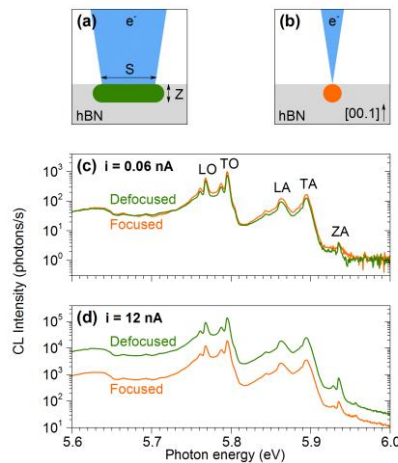 (a) e⁻
S
Z
hBN
(b) e⁻
hBN [00.1]
CL Intensity (photons/s)
(c) i = 0.06 nA
10³
10²
10¹
10⁰
Defocused
Focused
LO TO
LA TA
ZA
(d) i = 12 nA
10⁵
10⁴
10³
10²
10¹
Defocused
Focused
5.6 5.7 5.8 5.9 6.0
Photon energy (eV)